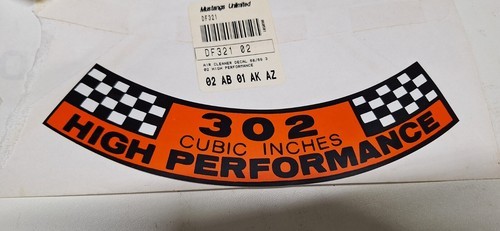 Mustangs Unlimited
DF321
DF321 02
AIR CLEANER DECAL 68/69 3
02 HIGH PERFORMANCE
02 AB 01 AK AZ
302
CUBIC INCHES
HIGH PERFORMANCE